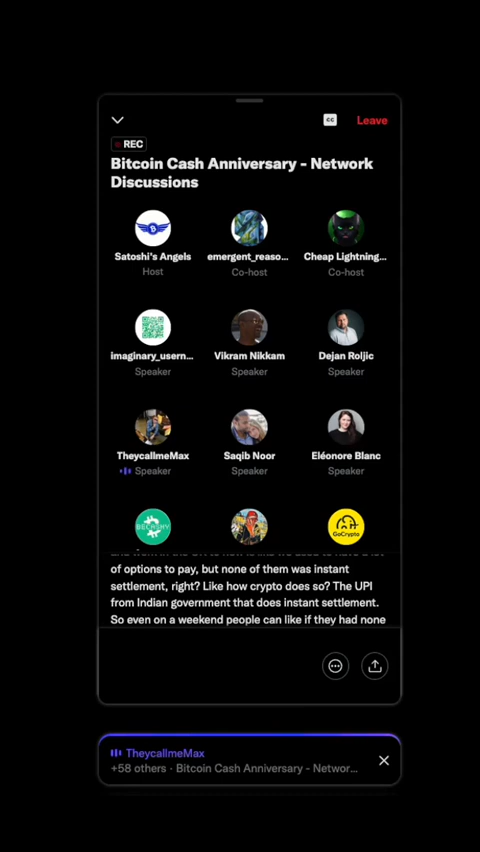 CC
Leave
REC
Bitcoin Cash Anniversary - Network
Discussions
Satoshi's Angels
emergent_reaso...
Cheap Lightning...
Host
Co-host
Co-host
imaginary_usern...
Vikram Nikkam
Dejan Roljic
Speaker
Speaker
Speaker
TheycallmeMax
Saqib Noor
Eléonore Blanc
Speaker
Speaker
Speaker
GoCrypto
of options to pay, but none of them was instant
settlement, right? Like how crypto does so? The UPI
from Indian government that does instant settlement.
So even on a weekend people can like if they had none
TheycallmeMax
+58 others · Bitcoin Cash Anniversary - Networ...